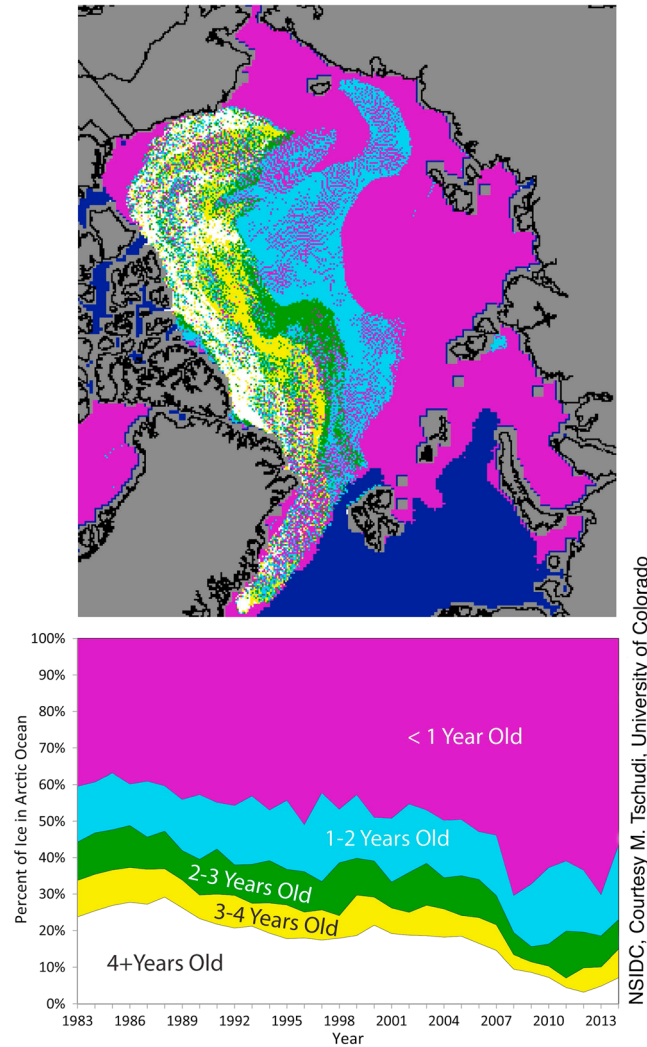 100%
90%
80%
70%
60%
50%
40%
30%
20%
10%
0%
Percent of Ice in Arctic Ocean
< 1 Year Old
1-2 Years Old
2-3 Years Old
3-4 Years Old
4+Years Old
1983 1986 1989 1992 1995 1998 2001 2004 2007 2010 2013
Year
NSIDC, Courtesy M. Tschudi, University of Colorado